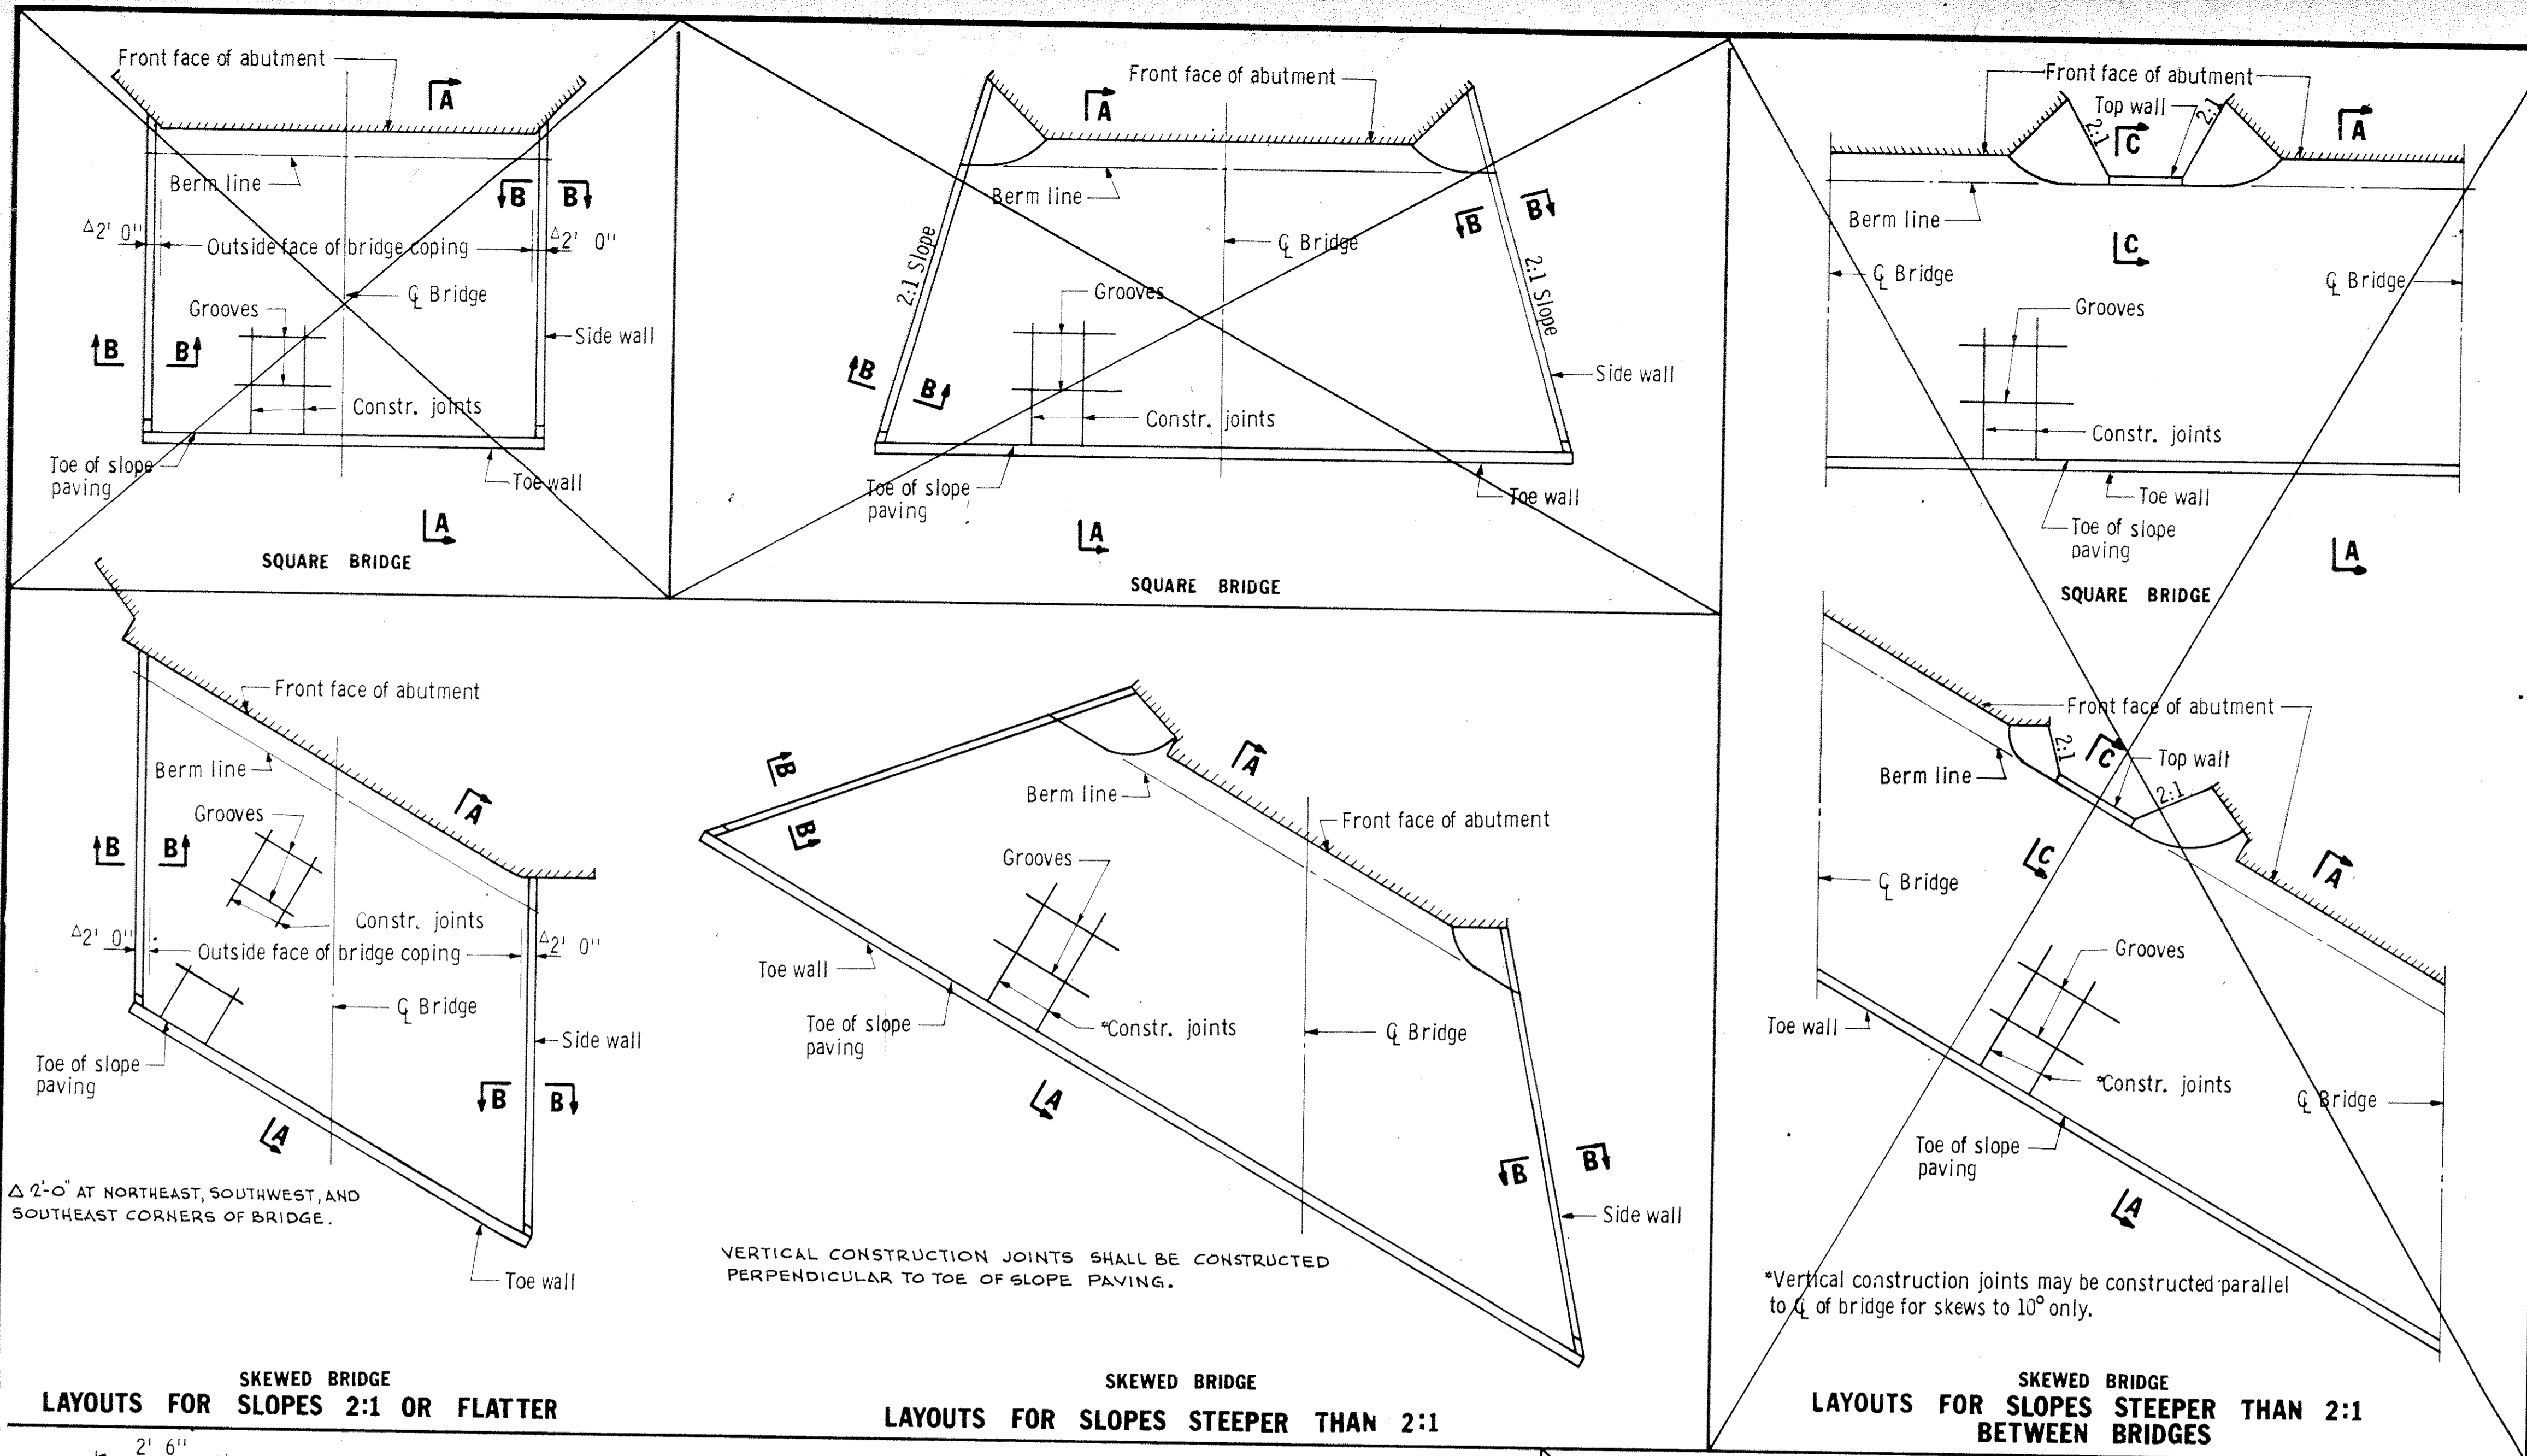 Front face of abutment
A
Berm line
B B
Δ2' 0"
Outside face of bridge coping
Δ2' 0"
℄ Bridge
Grooves
B B
Side wall
Constr. joints
Toe of slope
paving
Toe wall
A
SQUARE BRIDGE
Front face of abutment
A
Berm line
B B
2:1 Slope
℄ Bridge
2:1 Slope
Grooves
B B
Side wall
Constr. joints
Toe of slope
paving
Toe wall
A
SQUARE BRIDGE
Front face of abutment
Top wall
2:1
2:1
C
A
Berm line
C
℄ Bridge
℄ Bridge
Grooves
Constr. joints
Toe wall
Toe of slope
paving
A
SQUARE BRIDGE
Front face of abutment
Berm line
A
Grooves
B B
Constr. joints
Δ2' 0"
Outside face of bridge coping
Δ2' 0"
℄ Bridge
Side wall
Toe of slope
paving
B B
A
Δ 2'-0" AT NORTHEAST, SOUTHWEST, AND
SOUTHEAST CORNERS OF BRIDGE.
Toe wall
SKEWED BRIDGE
LAYOUTS FOR SLOPES 2:1 OR FLATTER
2' 6"
B
A
Berm line
B
Front face of abutment
Grooves
Toe wall
Toe of slope
paving
*Constr. joints
℄ Bridge
A
B B
Side wall
VERTICAL CONSTRUCTION JOINTS SHALL BE CONSTRUCTED
PERPENDICULAR TO TOE OF SLOPE PAVING.
SKEWED BRIDGE
LAYOUTS FOR SLOPES STEEPER THAN 2:1
Front face of abutment
2:1
C
Top wall
Berm line
2:1
C
A
℄ Bridge
Grooves
Toe wall
*Constr. joints
℄ Bridge
Toe of slope
paving
A
*Vertical construction joints may be constructed parallel
to ℄ of bridge for skews to 10° only.
SKEWED BRIDGE
LAYOUTS FOR SLOPES STEEPER THAN 2:1
BETWEEN BRIDGES